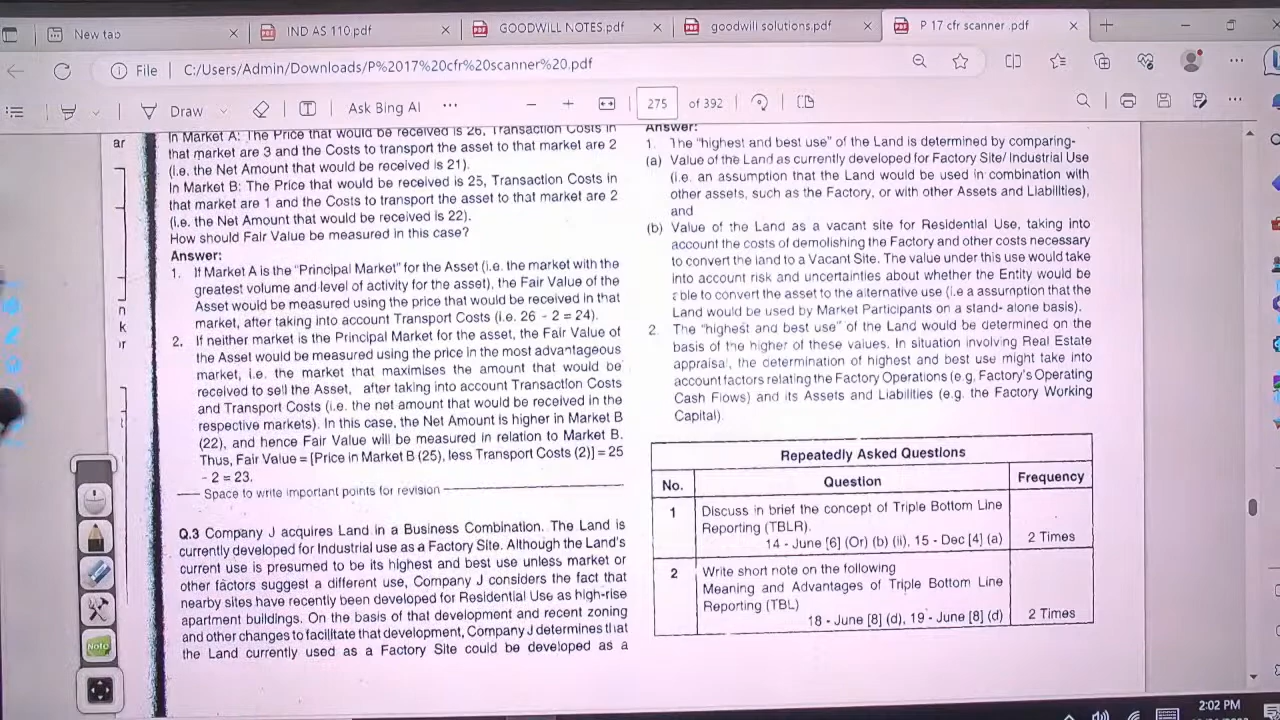 New tab
IND AS 110.pdf
GOODWILL NOTES.pdf
goodwill solutions.pdf
P 17 cfr scanner .pdf
File
C:/Users/Admin/Downloads/P%2017%20cfr%20scanner%20.pdf
Draw
Ask Bing AI
275 of 392
ar
In Market A: The Price that would be received is 26, Transaction Costs in
that market are 3 and the Costs to transport the asset to that market are 2
(i.e. the Net Amount that would be received is 21).
In Market B: The Price that would be received is 25, Transaction Costs in
that market are 1 and the Costs to transport the asset to that market are 2
(i.e. the Net Amount that would be received is 22).
How should Fair Value be measured in this case?
Answer:
1. If Market A is the "Principal Market" for the Asset (i.e. the market with the
greatest volume and level of activity for the asset), the Fair Value of the
Asset would be measured using the price that would be received in that
market, after taking into account Transport Costs (i.e. 26 - 2 = 24).
2. If neither market is the Principal Market for the asset, the Fair Value of
the Asset would be measured using the price in the most advantageous
market, i.e. the market that maximises the amount that would be
received to sell the Asset, after taking into account Transaction Costs
and Transport Costs (i.e. the net amount that would be received in the
respective markets). In this case, the Net Amount is higher in Market B
(22), and hence Fair Value will be measured in relation to Market B.
Thus, Fair Value = [Price in Market B (25), less Transport Costs (2)] = 25
- 2 = 23.
Space to write important points for revision
Q.3 Company J acquires Land in a Business Combination. The Land is
currently developed for Industrial use as a Factory Site. Although the Land's
current use is presumed to be its highest and best use unless market or
other factors suggest a different use, Company J considers the fact that
nearby sites have recently been developed for Residential Use as high-rise
apartment buildings. On the basis of that development and recent zoning
and other changes to facilitate that development, Company J determines that
the Land currently used as a Factory Site could be developed as a
Answer:
1. The "highest and best use" of the Land is determined by comparing-
(a) Value of the Land as currently developed for Factory Site/ Industrial Use
(i.e. an assumption that the Land would be used in combination with
other assets, such as the Factory, or with other Assets and Liabilities),
and
(b) Value of the Land as a vacant site for Residential Use, taking into
account the costs of demolishing the Factory and other costs necessary
to convert the land to a Vacant Site. The value under this use would take
into account risk and uncertainties about whether the Entity would be
able to convert the asset to the alternative use (i.e a assumption that the
Land would be used by Market Participants on a stand- alone basis).
2. The "highest and best use" of the Land would be determined on the
basis of the higher of these values. In situation involving Real Estate
appraisal, the determination of highest and best use might take into
account factors relating the Factory Operations (e.g. Factory's Operating
Cash Flows) and its Assets and Liabilities (e.g. the Factory Working
Capital).
Repeatedly Asked Questions
No. Question Frequency
1 Discuss in brief the concept of Triple Bottom Line
Reporting (TBLR).
14 - June [6] (Or) (b) (ii), 15 - Dec [4] (a) 2 Times
2 Write short note on the following
Meaning and Advantages of Triple Bottom Line
Reporting (TBL)
18 - June [8] (d), 19 - June [8] (d) 2 Times
Note
2:02 PM